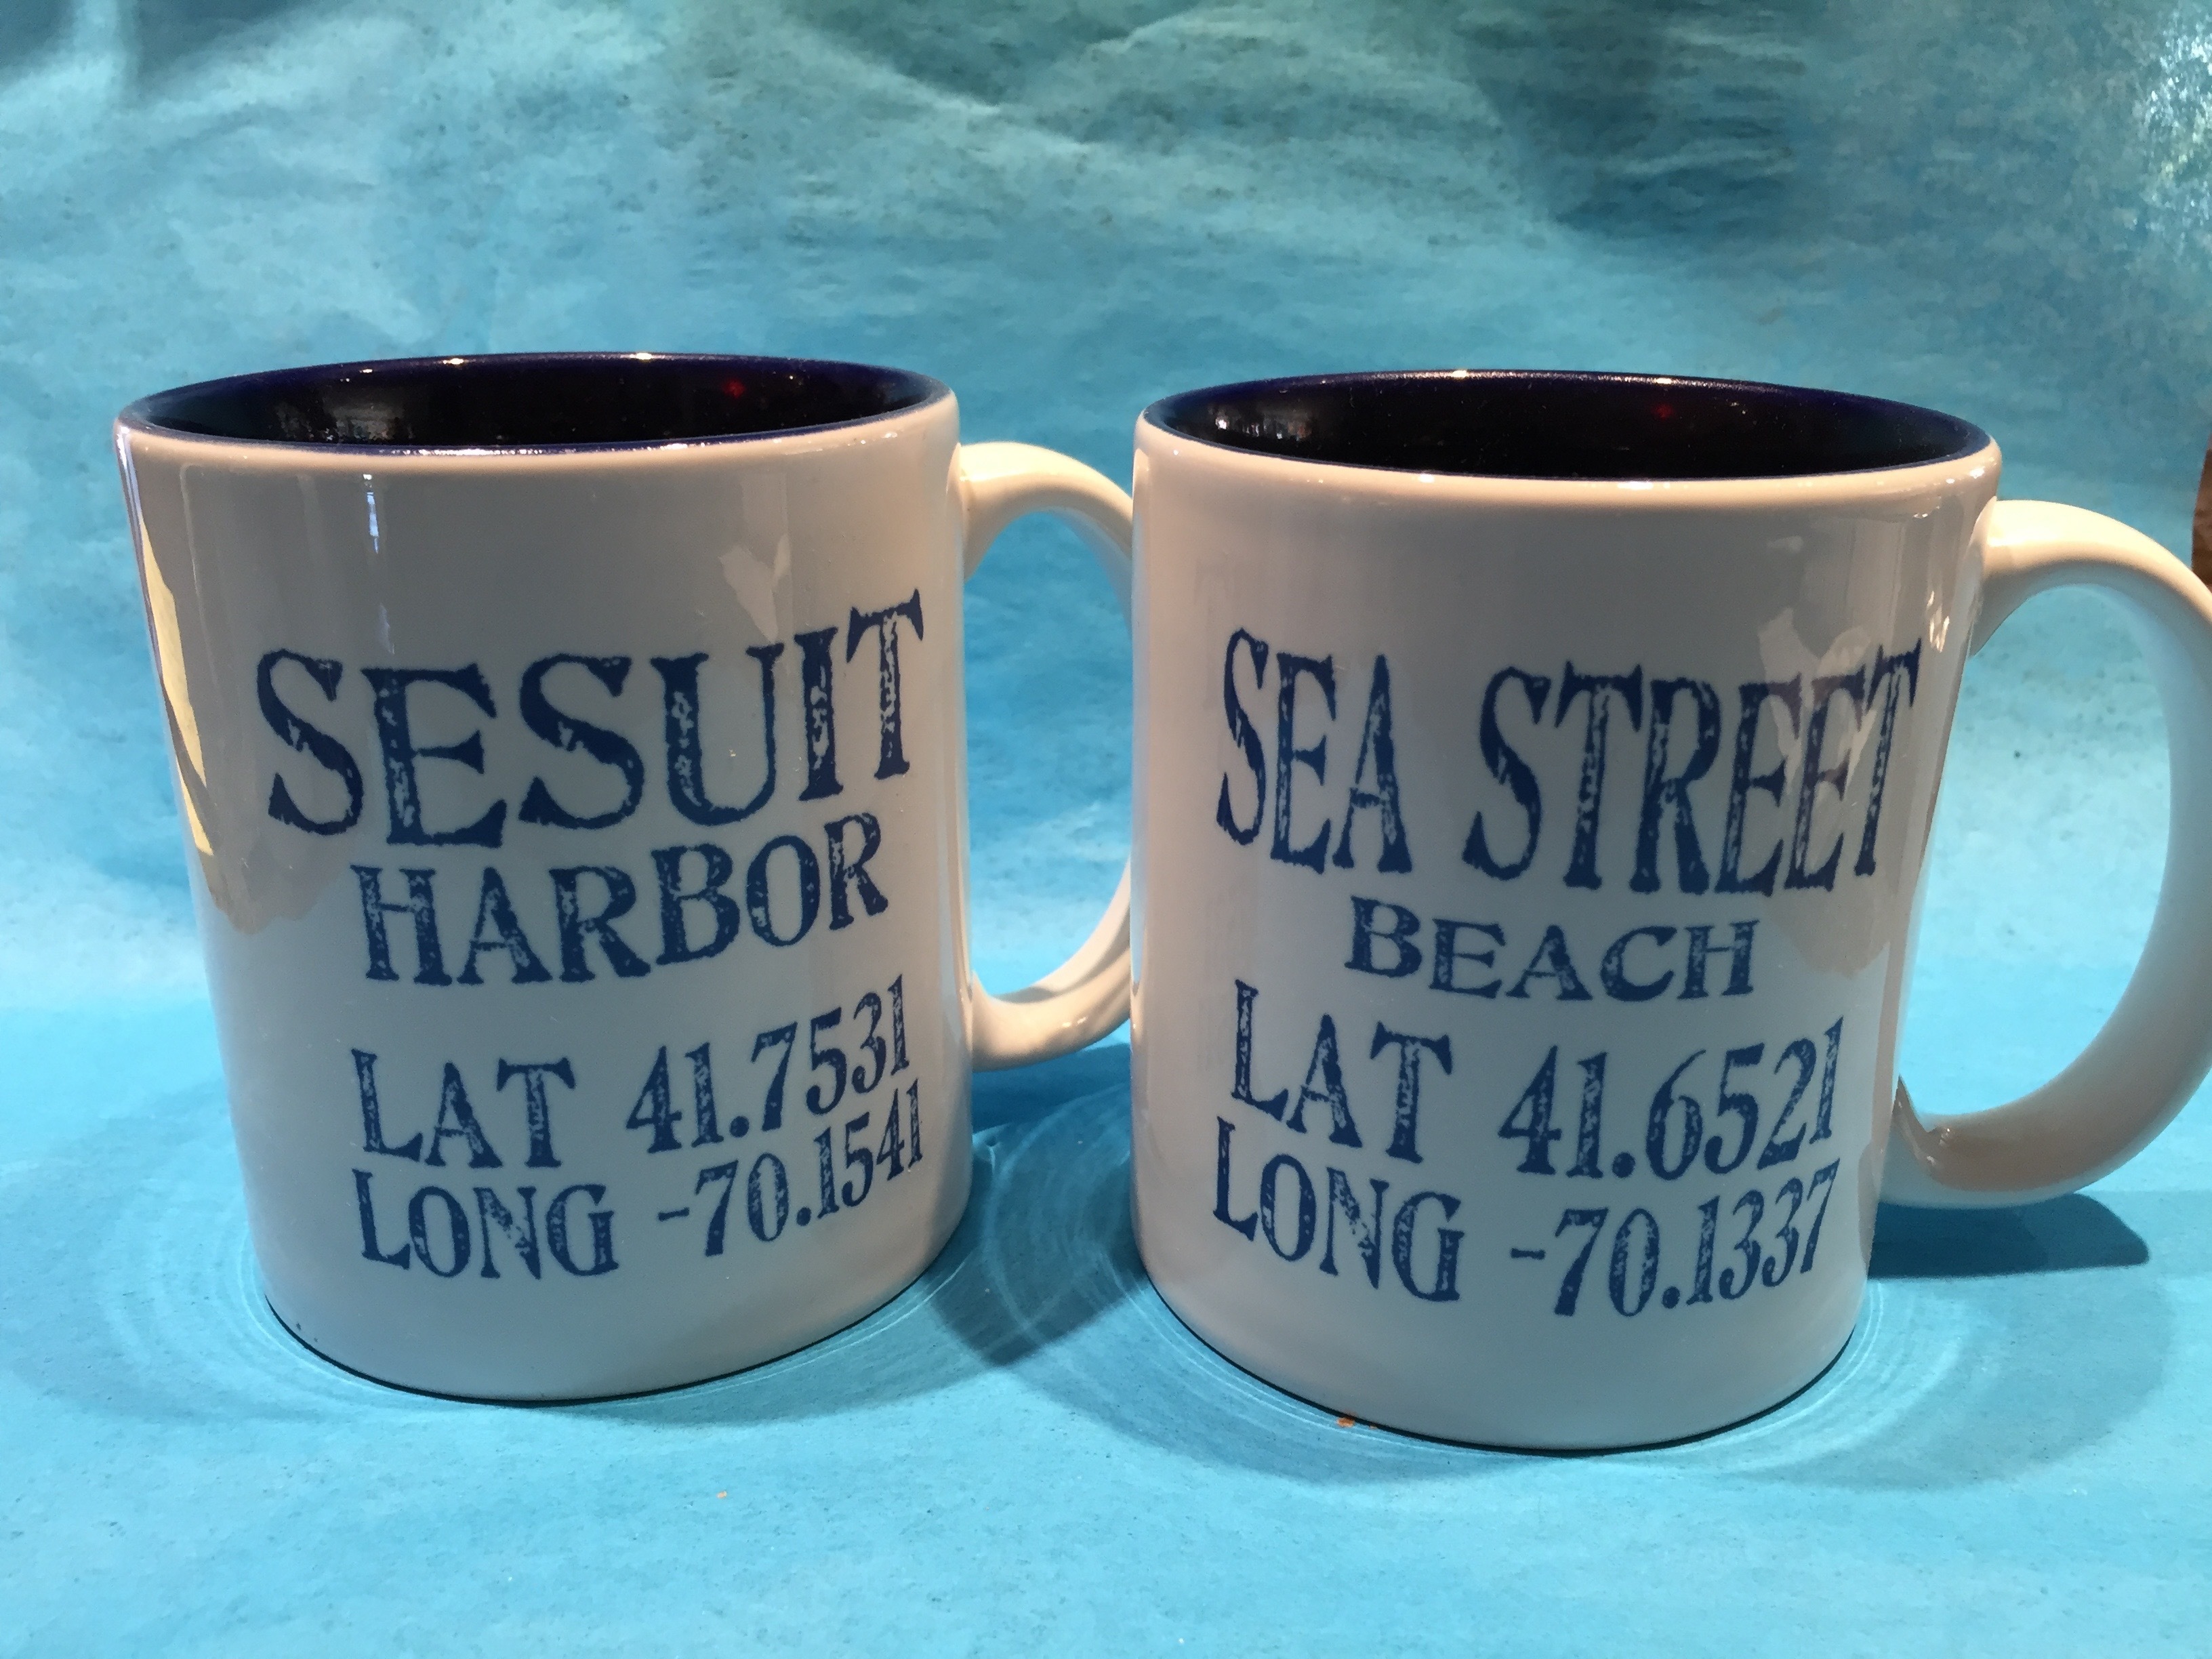 SESUIT
HARBOR
LAT 41.7531
LONG -70.1541
SEA STREET
BEACH
LAT 41.6521
LONG -70.1337